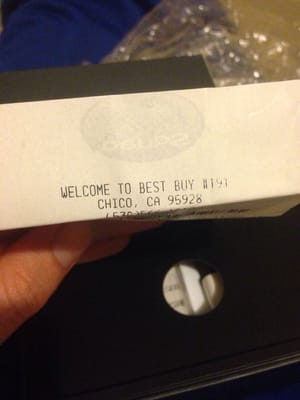 WELCOME TO BEST BUY #191
CHICO, CA 95928